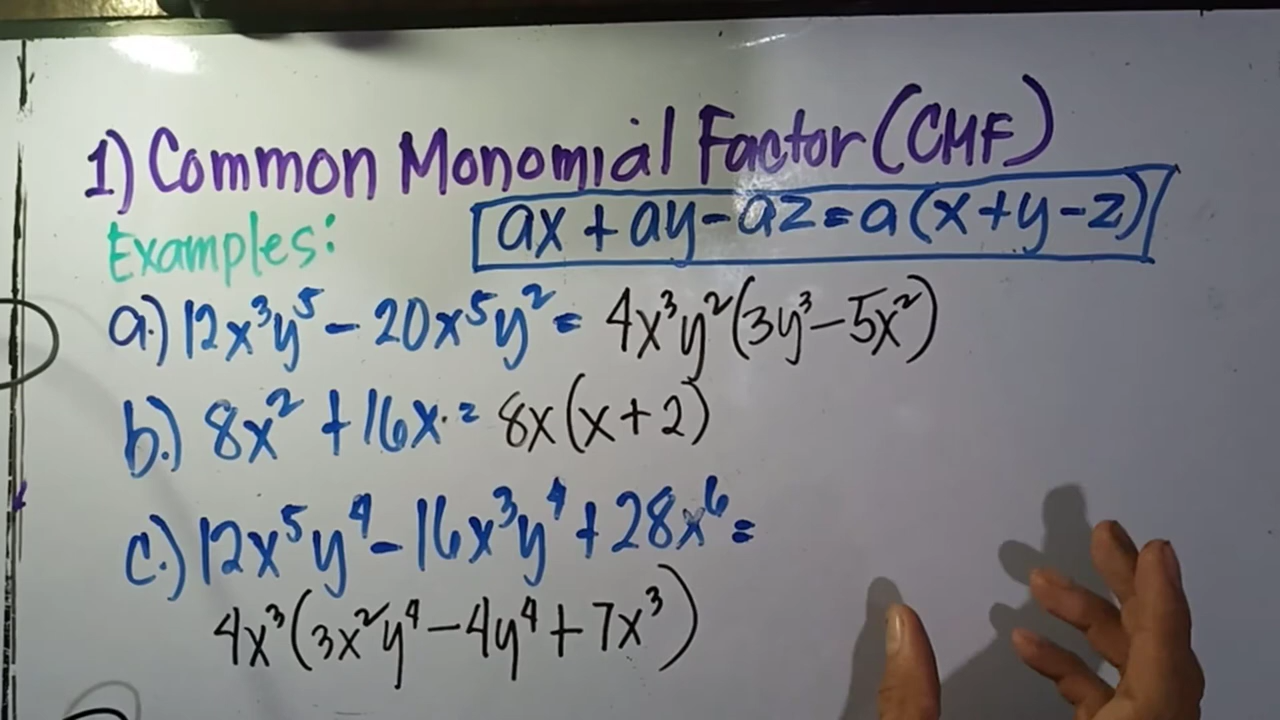 1) Common Monomial Factor (CMF)
Examples: ax + ay - az = a(x + y - z)
a.) 12x³y⁵ - 20x⁵y² = 4x³y²(3y³ - 5x²)
b.) 8x² + 16x = 8x(x + 2)
c.) 12x⁵y⁴ - 16x³y⁴ + 28x⁶ =
4x³(3x²y⁴ - 4y⁴ + 7x³)